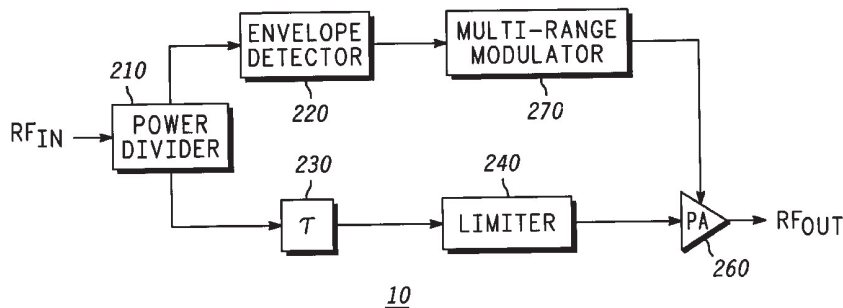 ENVELOPE
DETECTOR
220
MULTI-RANGE
MODULATOR
270
210
RFIN
POWER
DIVIDER
230
τ
240
LIMITER
PA
260
RFOUT
10